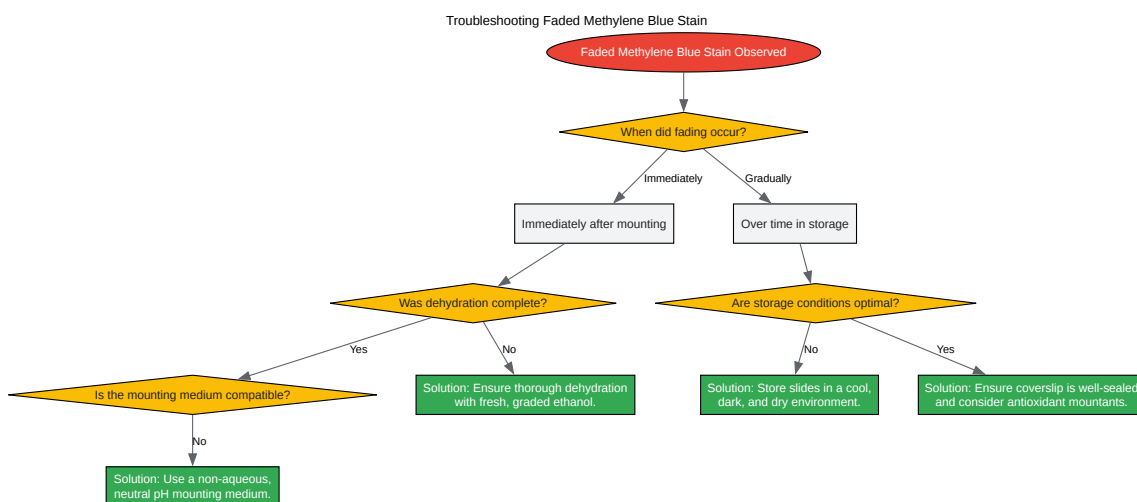 Troubleshooting Faded Methylene Blue Stain
Faded Methylene Blue Stain Observed
When did fading occur?
Immediately
Gradually
Immediately after mounting
Over time in storage
Was dehydration complete?
Are storage conditions optimal?
Yes
No
No
Yes
Is the mounting medium compatible?
Solution: Ensure thorough dehydration
with fresh, graded ethanol.
Solution: Store slides in a cool,
dark, and dry environment.
Solution: Ensure coverslip is well-sealed
and consider antioxidant mountants.
No
Solution: Use a non-aqueous,
neutral pH mounting medium.